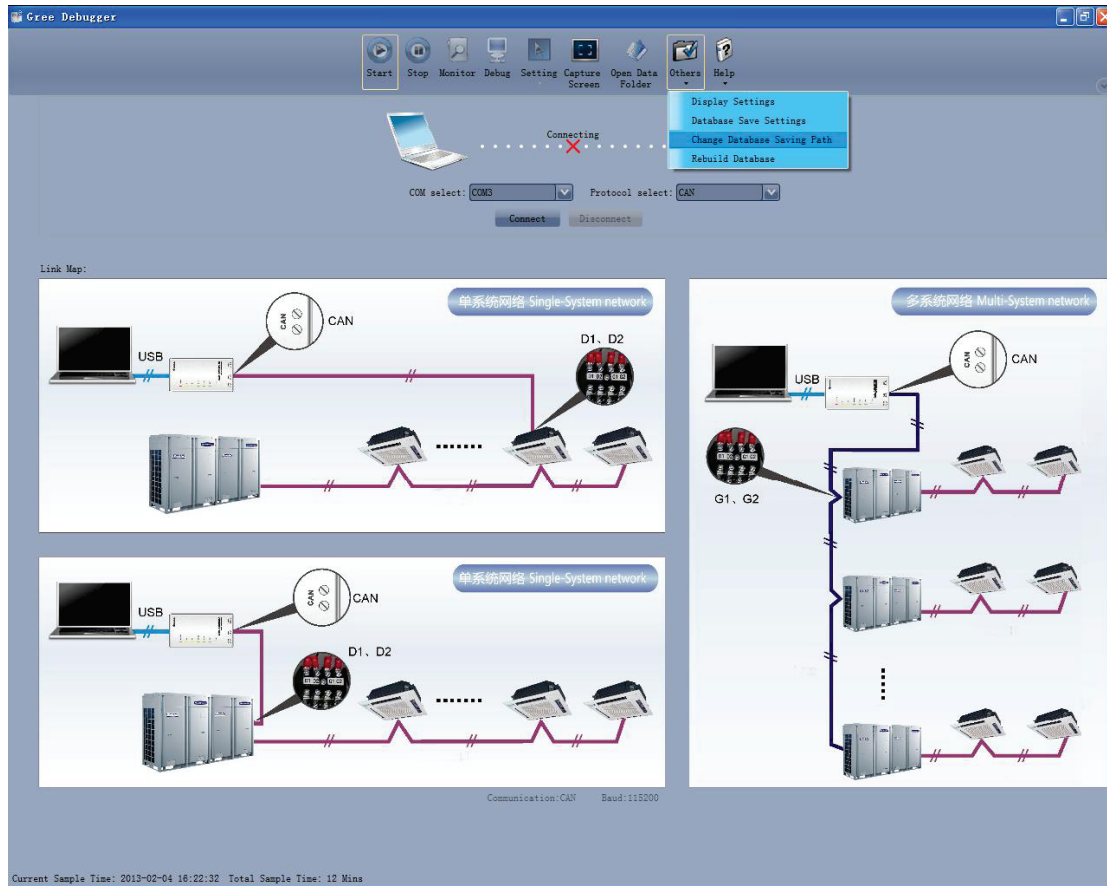 Gree Debugger
Start Stop Monitor Debug Setting Capture Screen Open Data Folder Others Help
Display Settings
Database Save Settings
Change Database Saving Path
Rebuild Database
Connecting
COM select: COM3 Protocol select: CAN
Connect Disconnect
Link Map:
单系统网络 Single-System network
CAN
CAN
USB
D1、D2
单系统网络 Single-System network
CAN
CAN
USB
D1、D2
多系统网络 Multi-System network
CAN
CAN
USB
G1、G2
Communication:CAN Baud:115200
Current Sample Time: 2013-02-04 16:22:32 Total Sample Time: 12 Mins